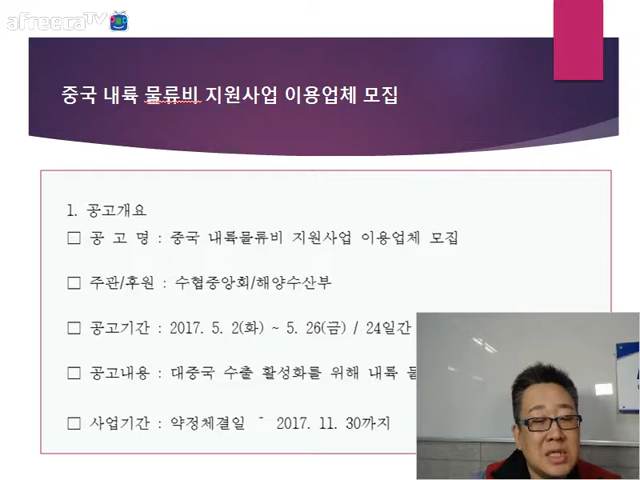 afreecaTV
중국 내륙 물류비 지원사업 이용업체 모집
1. 공고개요
□ 공 고 명 : 중국 내륙물류비 지원사업 이용업체 모집
□ 주관/후원 : 수협중앙회/해양수산부
□ 공고기간 : 2017. 5. 2(화) ~ 5. 26(금) / 24일간
□ 공고내용 : 대중국 수출 활성화를 위해 내륙
□ 사업기간 : 약정체결일 ~ 2017. 11. 30까지